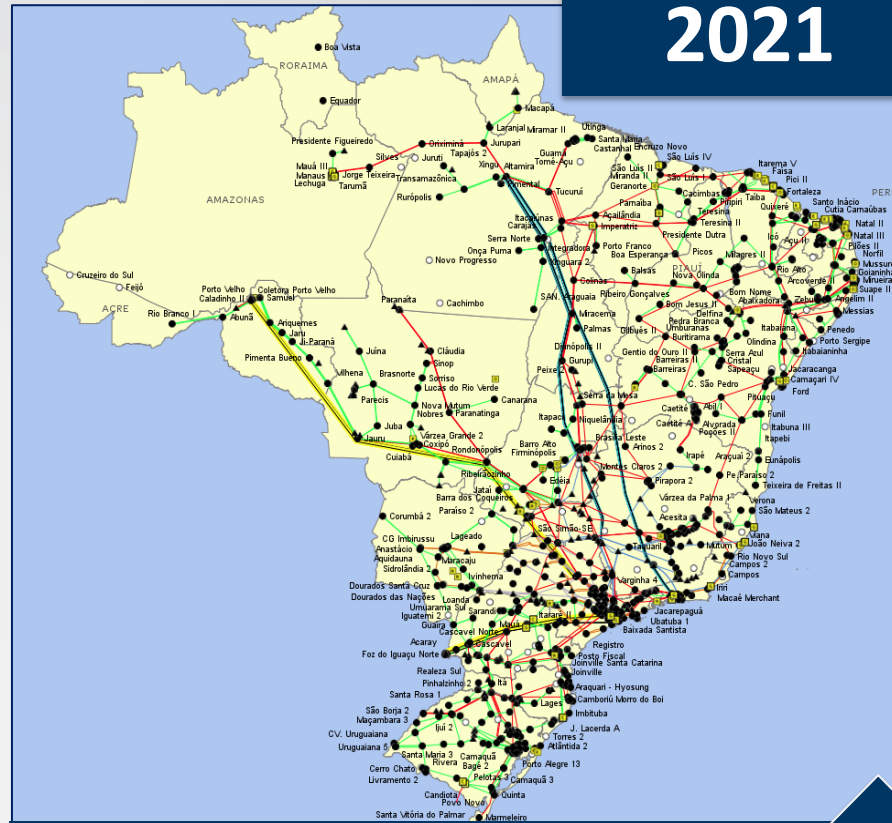 2021
Boa Vista
RORAIMA
AMAPÁ
Equador
Macapá
Laranjal
Miramar II
Utinga
Santa Maria
Castanhal
Presidente Figueiredo
Oriximiná
Jurupari
Guamá
Encruzo Novo
São Luís IV
Silves
Juruti
Tapajós 2
Xingu
Altamira
Tomé-Açu
São Luís II
Miranda II
São Luís I
Itarema V
Faisa
Pici II
Mauá III
Manaus
Lechuga
Jorge Teixeira
Tarumã
Transamazônica
Pimental
Geranorte
Fortaleza
PER
Rurópolis
Tucuruí
Parnaíba
Cacimbas
Piripiri
Taíba
Quixeré
Santo Inácio
Cutia
Carnaúbas
AMAZONAS
Itacaiúnas
Carajás
Açailândia
Imperatriz
Teresina
Teresina II
Natal II
Natal III
Serra Norte
Integradora
Presidente Dutra
Icó
Açu II
Pilões II
Onça Puma
Xinguara 2
Porto Franco
Boa Esperança
Picos
Milagres II
Norfil
Mussuré
Cruzeiro do Sul
Feijó
Novo Progresso
Colinas
Balsas
PIAUÍ
Nova Olinda
Rio Alto
Goianinha
Mirueira
Porto Velho
Coletora Porto Velho
Caladinho II
Samuel
Paranaíta
Cachimbo
SAN. Araguaia
Ribeiro Gonçalves
Bom Nome
Arcoverde II
Suape II
ACRE
Rio Branco I
Abunã
Ariquemes
Miracema
Bom Jesus II
Delfina
Abaixadora
Zebu
Angelim II
Messias
Jaru
Ji-Paraná
Palmas
Gilbués II
Pedra Branca
Umburanas
Buritirama
Itabaiana
Penedo
Porto Sergipe
Pimenta Bueno
Juína
Cláudia
Dianópolis II
Gentio do Ouro II
Olindina
Serra Azul
Itabaianinha
Vilhena
Brasnorte
Sinop
Gurupi
Barreiras II
Cristal
Sapeaçu
Jacaracanga
Sorriso
Peixe 2
Barreiras
Camaçari IV
Parecis
Lucas do Rio Verde
C. São Pedro
Ford
Nova Mutum
Canarana
Serra da Mesa
Pituaçu
Nobres
Paranatinga
Itapaci
Niquelândia
Caetité
Abil I
Funil
Juba
Várzea Grande 2
Caetité
Alvorada
Poções II
Itabuna III
Jauru
Coxipó
Barro Alto
Brasília Leste
Arinos 2
Itapebi
Cuiabá
Rondonópolis
Firminópolis
Irapé
Araçuaí 2
Eunápolis
Ribeirãozinho
Edéia
Montes Claros 2
Pirapora 2
Pe. Paraíso 2
Teixeira de Freitas II
Jataí
Barra dos Coqueiros
Várzea da Palma 1
Verona
Corumbá 2
Paraíso 2
Acesita
São Mateus 2
São Simão-SE
Viana
CG Imbirussu
Lageado
Taquaril
Mutum
João Neiva 2
Anastácio
Aquidauna
Maracaju
Rio Novo Sul
Sidrolândia 2
Ivinhema
Varginha 4
Campos 2
Campos
Dourados Santa Cruz
Iriri
Dourados das Nações
Loanda
Macaé Merchant
Umuarama Sul
Sarandi
Itararé II
Jacarepaguá
Iguatemi 2
Ubatuba 1
Guaíra
Mauá
Baixada Santista
Cascavel Norte
Acaray
Cascavel
Registro
Foz do Iguaçu Norte
Posto Fiscal
Joinville Santa Catarina
Realeza Sul
Joinville
Pinhalzinho 2
Itá
Araquari - Hyosung
Santa Rosa 1
Camboriú Morro do Boi
São Borja 2
Lages
Imbituba
Maçambara 3
Ijuí 2
J. Lacerda A
CV. Uruguaiana
Torres 2
Uruguaiana 5
Santa Maria 3
Camaquã
Atlântida 2
Rivera
Bagé 2
Porto Alegre 13
Cerro Chato
Pelotas 3
Camaquã 3
Livramento 2
Candiota
Quinta
Povo Novo
Santa Vitória do Palmar
Marmeleiro